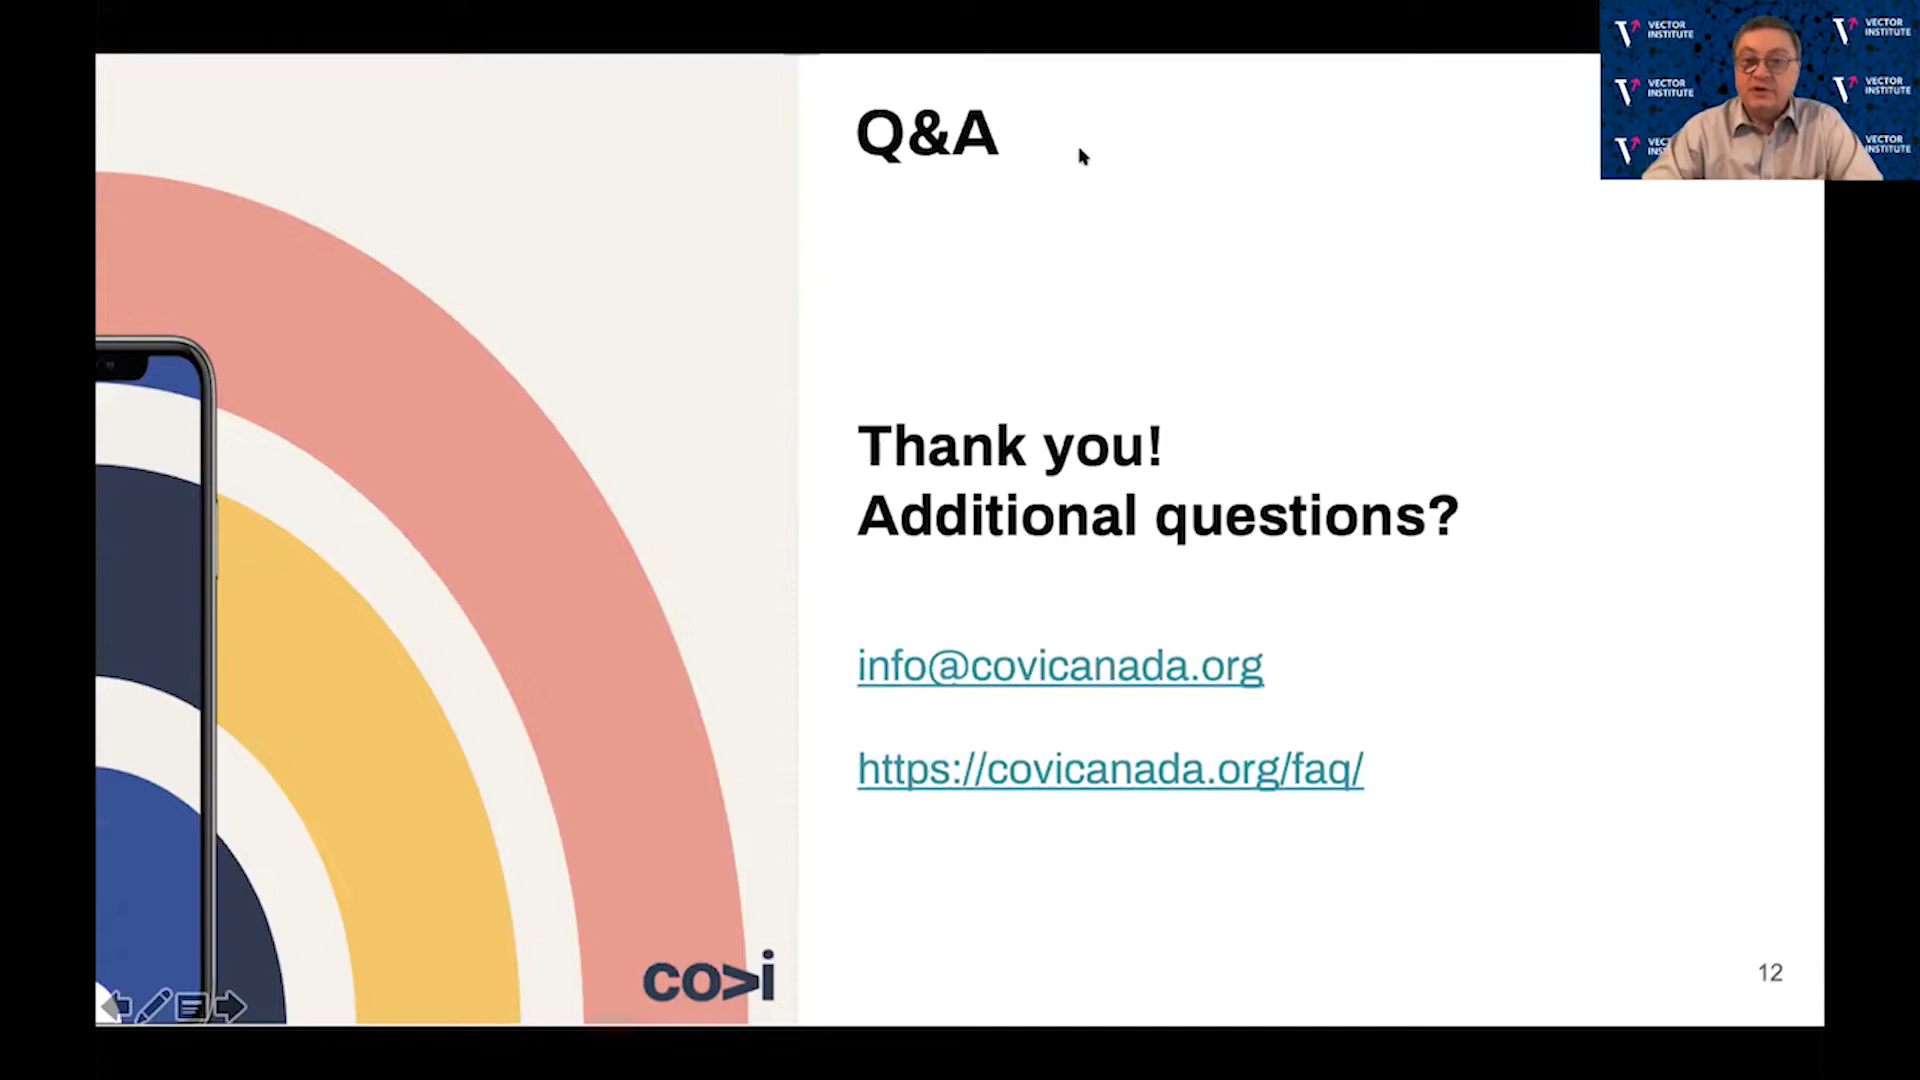 Q&A
Thank you!
Additional questions?
info@covicanada.org
https://covicanada.org/faq/
co>i
12
VECTOR
INSTITUTE
VECTOR
INSTITUTE
VECTOR
INSTITUTE
VECTOR
INSTITUTE
VECTOR
VECTOR
INSTITUTE